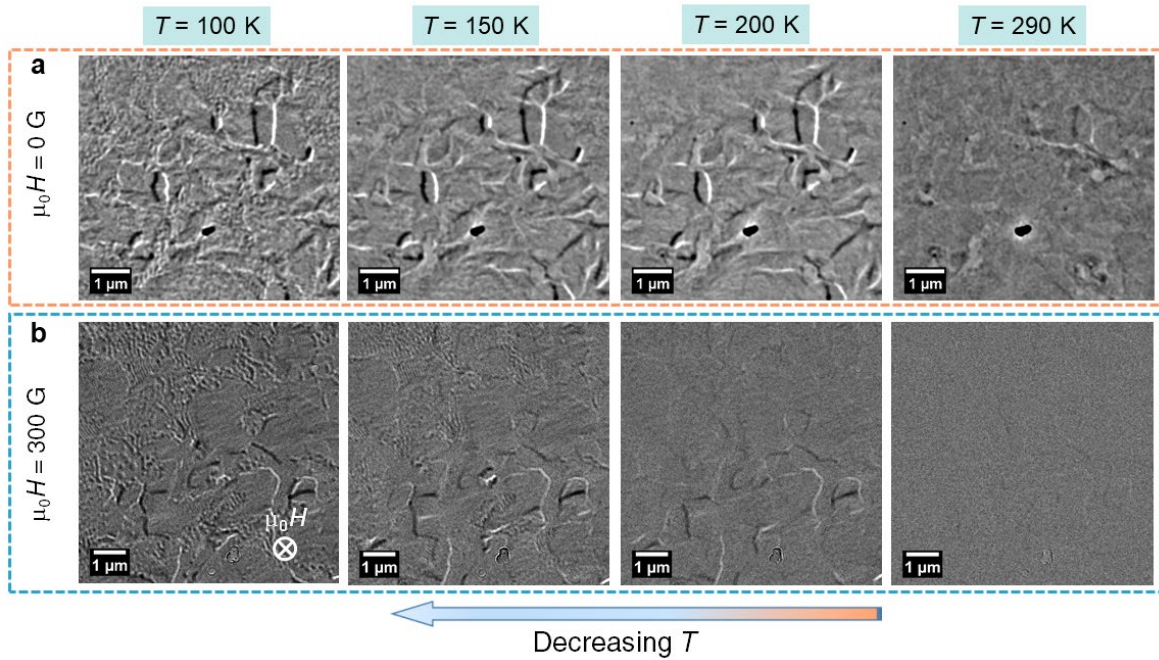 T = 100 K
T = 150 K
T = 200 K
T = 290 K
a
μ₀H = 0 G
1 μm
1 μm
1 μm
1 μm
b
μ₀H = 300 G
μ₀H
1 μm
1 μm
1 μm
1 μm
Decreasing T